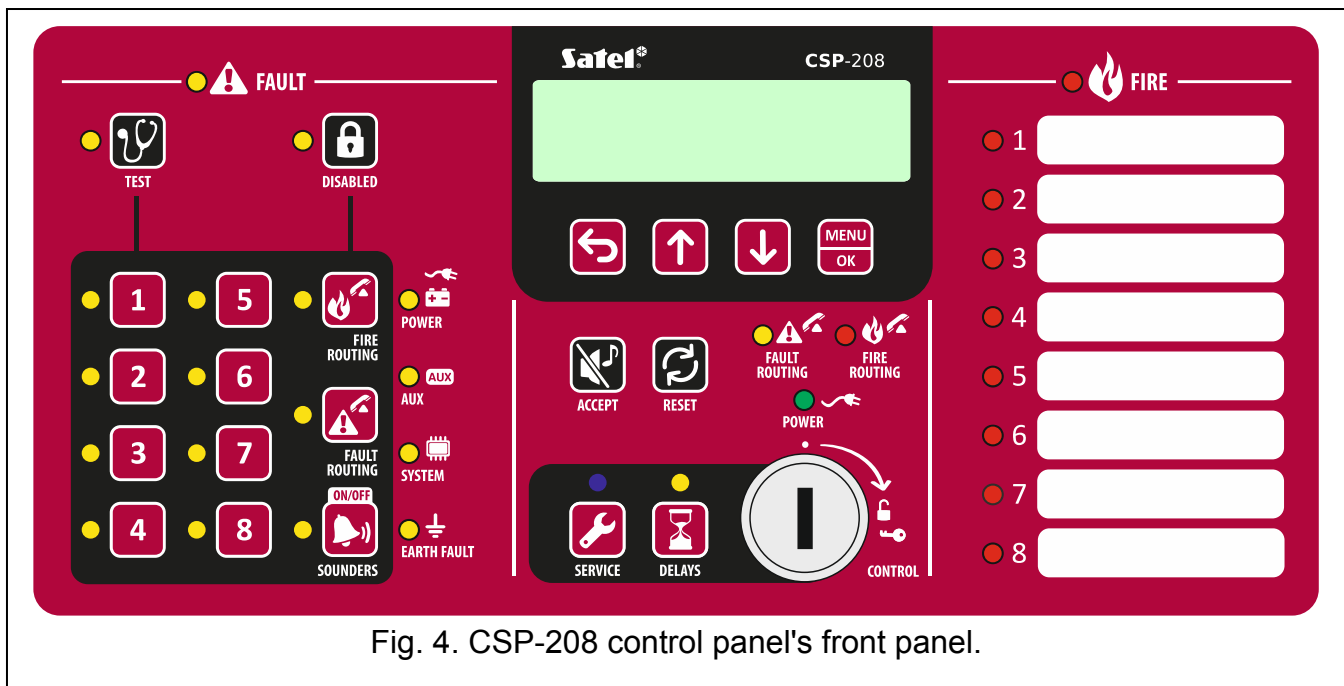 FAULT
TEST
DISABLED
1
5
FIRE
ROUTING
2
6
FAULT
ROUTING
3
7
ON/OFF
4
8
SOUNDERS
POWER
AUX
AUX
SYSTEM
EARTH FAULT
Satel®
CSP-208
MENU
OK
ACCEPT
RESET
FAULT
ROUTING
FIRE
ROUTING
POWER
SERVICE
DELAYS
CONTROL
FIRE
1
2
3
4
5
6
7
8
Fig. 4. CSP-208 control panel's front panel.